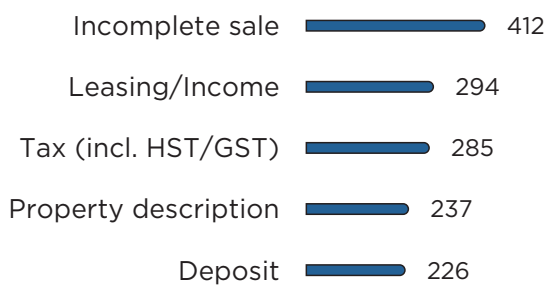 Incomplete sale 412
Leasing/Income 294
Tax (incl. HST/GST) 285
Property description 237
Deposit 226